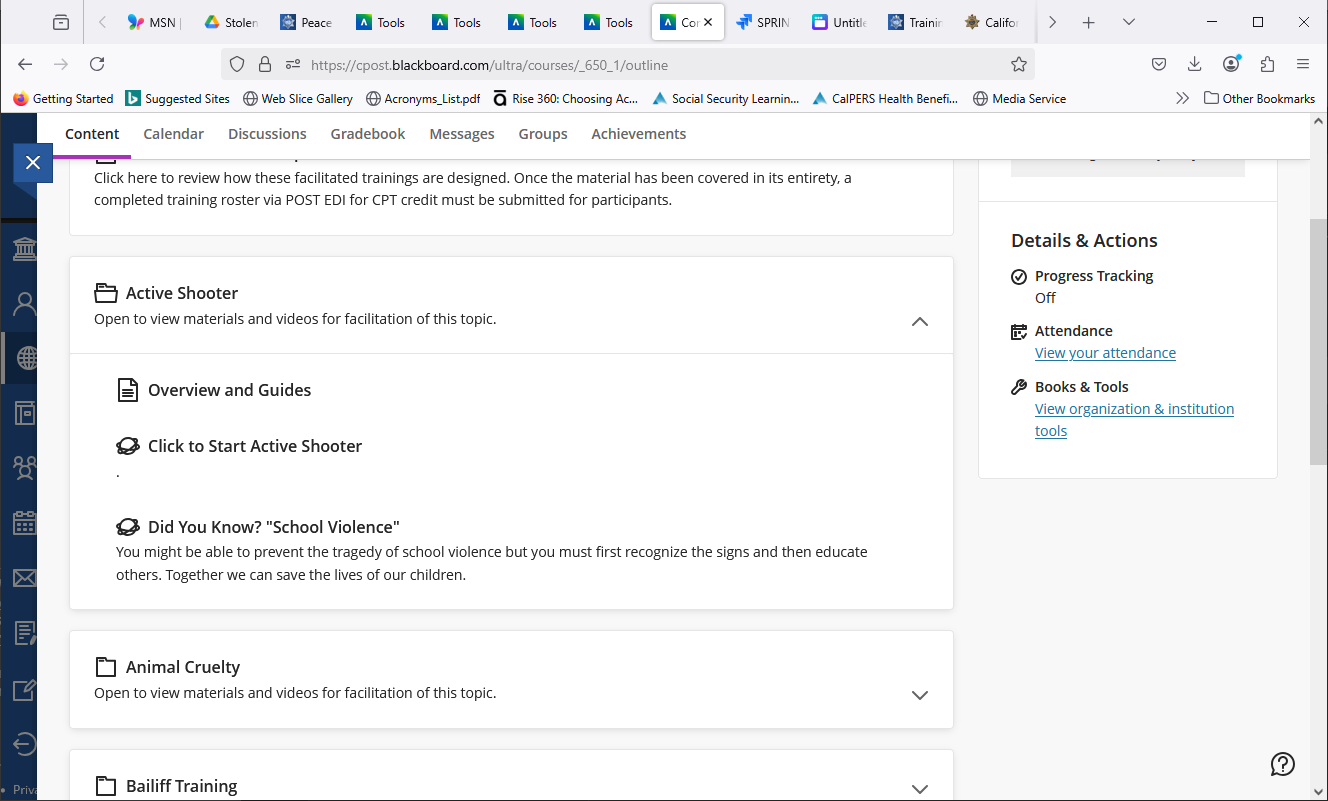 MSN |
Stolen
Peace
Tools
Tools
Tools
Tools
Co
SPRIN
Untitle
Trainin
Califo
https://cpost.blackboard.com/ultra/courses/_650_1/outline
Getting Started
Suggested Sites
Web Slice Gallery
Acronyms_List.pdf
Rise 360: Choosing Ac...
Social Security Learnin...
CalPERS Health Benefi...
Media Service
Other Bookmarks
Content
Calendar
Discussions
Gradebook
Messages
Groups
Achievements
Click here to review how these facilitated trainings are designed. Once the material has been covered in its entirety, a
completed training roster via POST EDI for CPT credit must be submitted for participants.
Active Shooter
Open to view materials and videos for facilitation of this topic.
Overview and Guides
Click to Start Active Shooter
.
Did You Know? "School Violence"
You might be able to prevent the tragedy of school violence but you must first recognize the signs and then educate
others. Together we can save the lives of our children.
Animal Cruelty
Open to view materials and videos for facilitation of this topic.
Bailiff Training
Details & Actions
Progress Tracking
Off
Attendance
View your attendance
Books & Tools
View organization & institution
tools
Priva